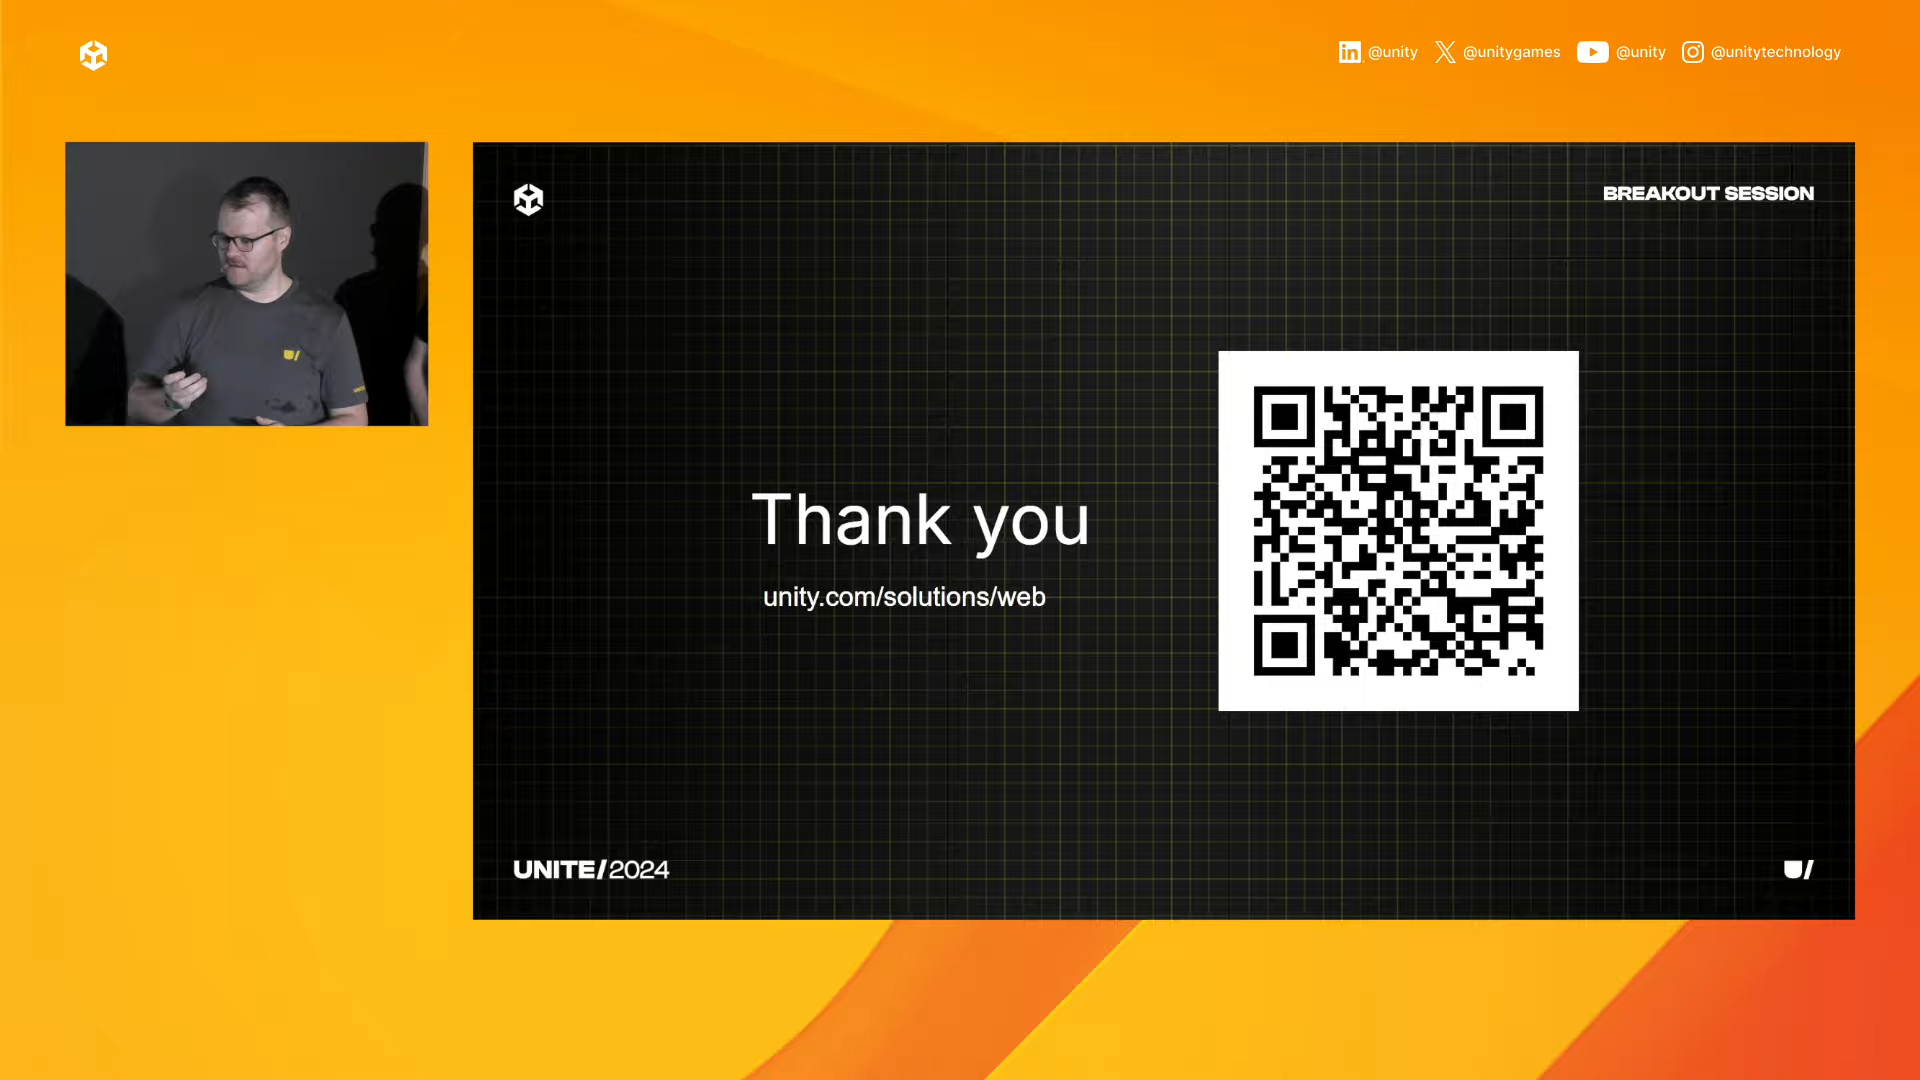 @unity
@unitygames
@unity
@unitytechnology
BREAKOUT SESSION
Thank you
unity.com/solutions/web
UNITE/2024
U/
U/